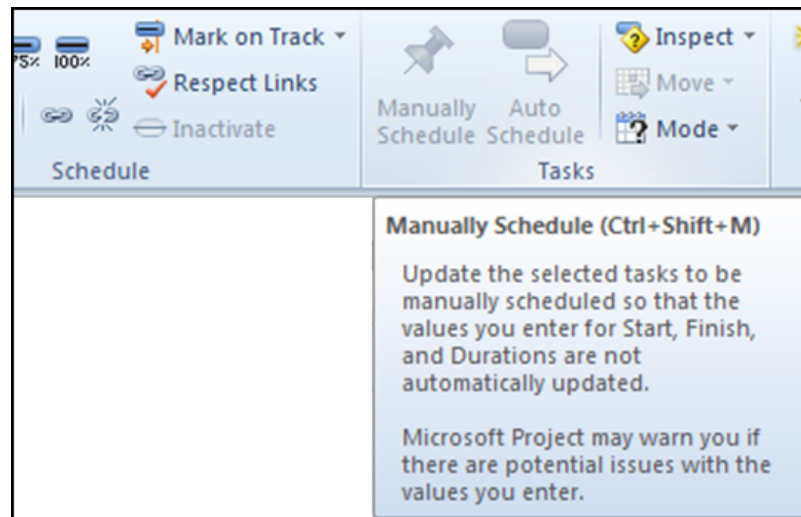 75% 100%
Mark on Track
Respect Links
Inactivate
Schedule
Manually
Schedule
Auto
Schedule
Inspect
Move
Mode
Tasks
Manually Schedule (Ctrl+Shift+M)
Update the selected tasks to be
manually scheduled so that the
values you enter for Start, Finish,
and Durations are not
automatically updated.
Microsoft Project may warn you if
there are potential issues with the
values you enter.